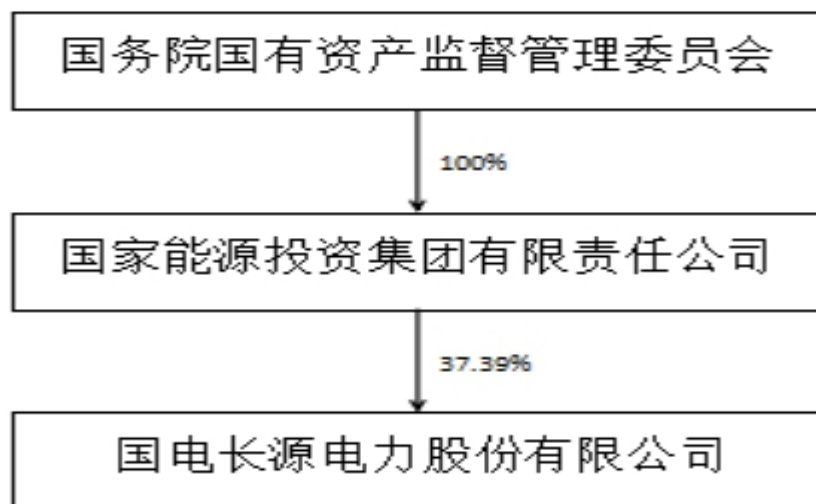 国务院国有资产监督管理委员会
100%
国家能源投资集团有限责任公司
37.39%
国电长源电力股份有限公司